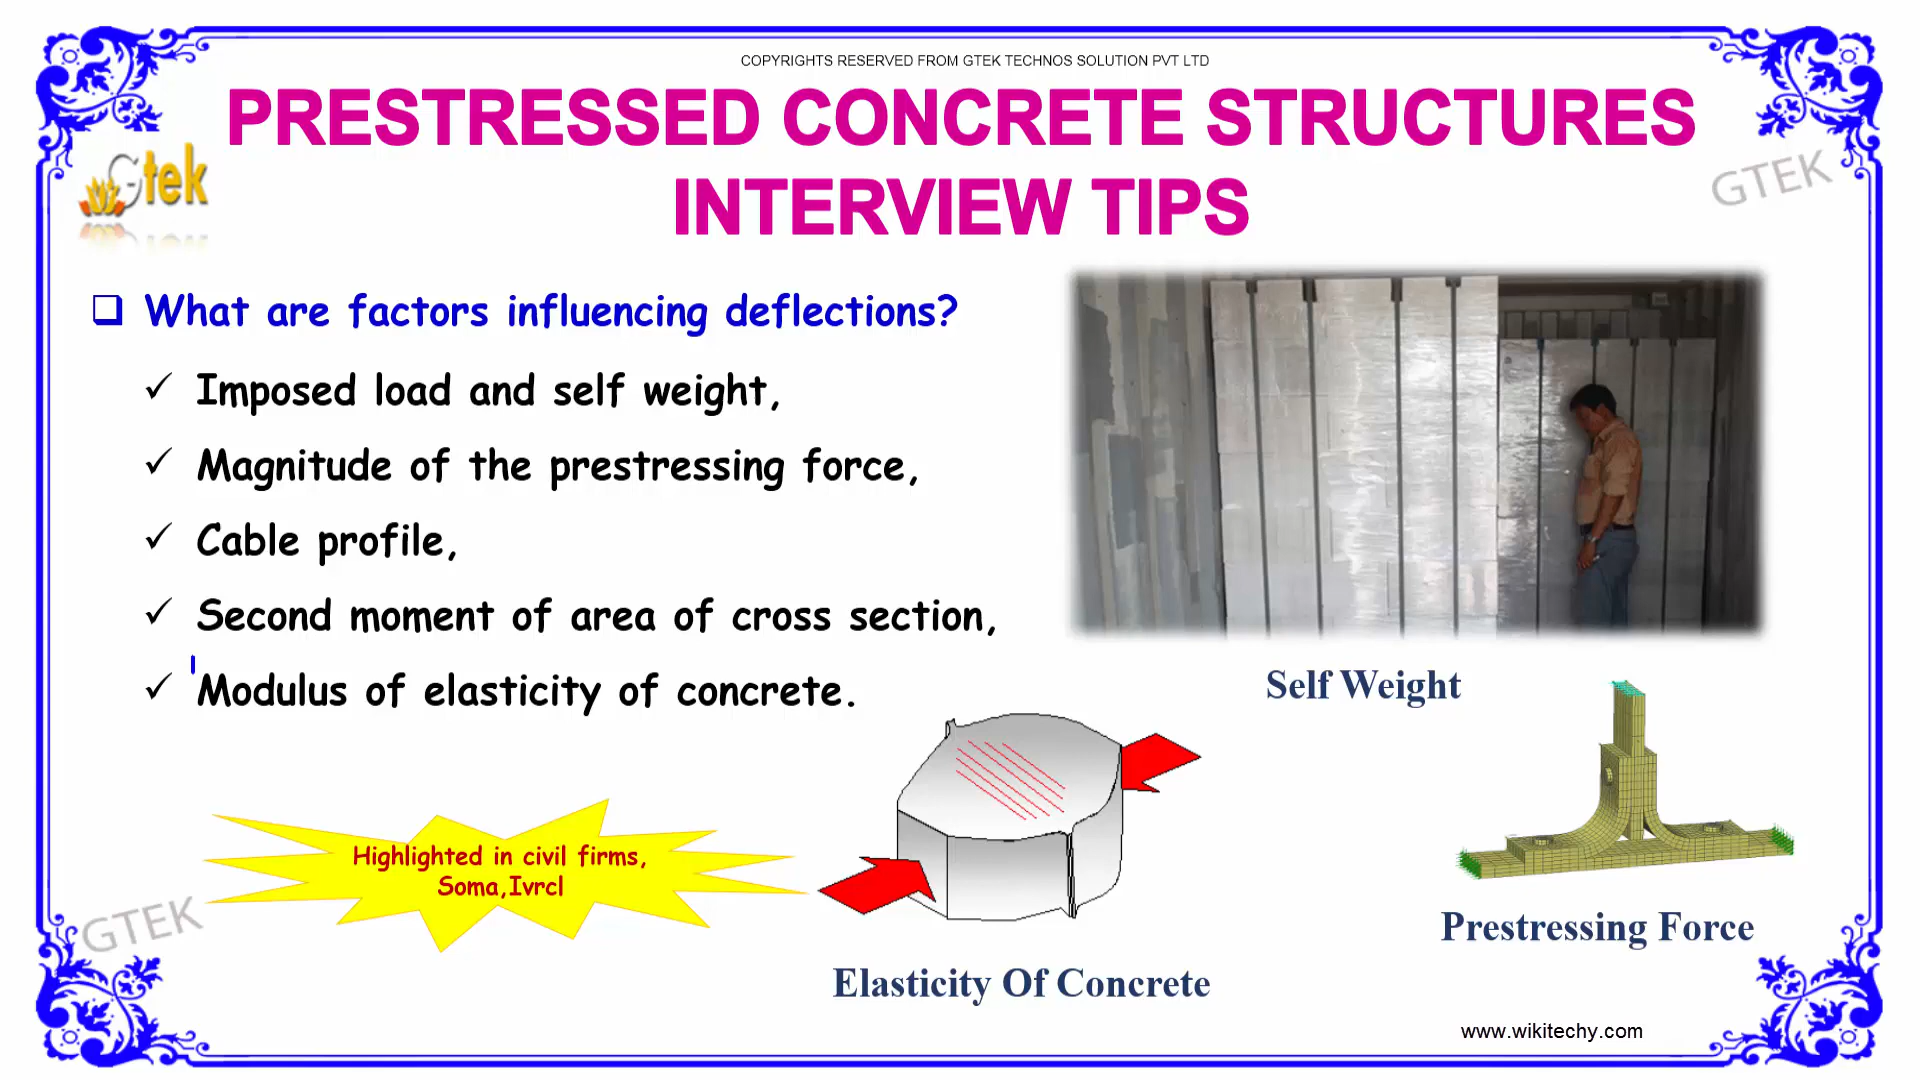 COPYRIGHTS RESERVED FROM GTEK TECHNOS SOLUTION PVT LTD
PRESTRESSED CONCRETE STRUCTURES
INTERVIEW TIPS
Gtek
GTEK
What are factors influencing deflections?
Imposed load and self weight,
Magnitude of the prestressing force,
Cable profile,
Second moment of area of cross section,
Modulus of elasticity of concrete.
Self Weight
Highlighted in civil firms,
Soma,Ivrcl
GTEK
Prestressing Force
Elasticity Of Concrete
www.wikitechy.com